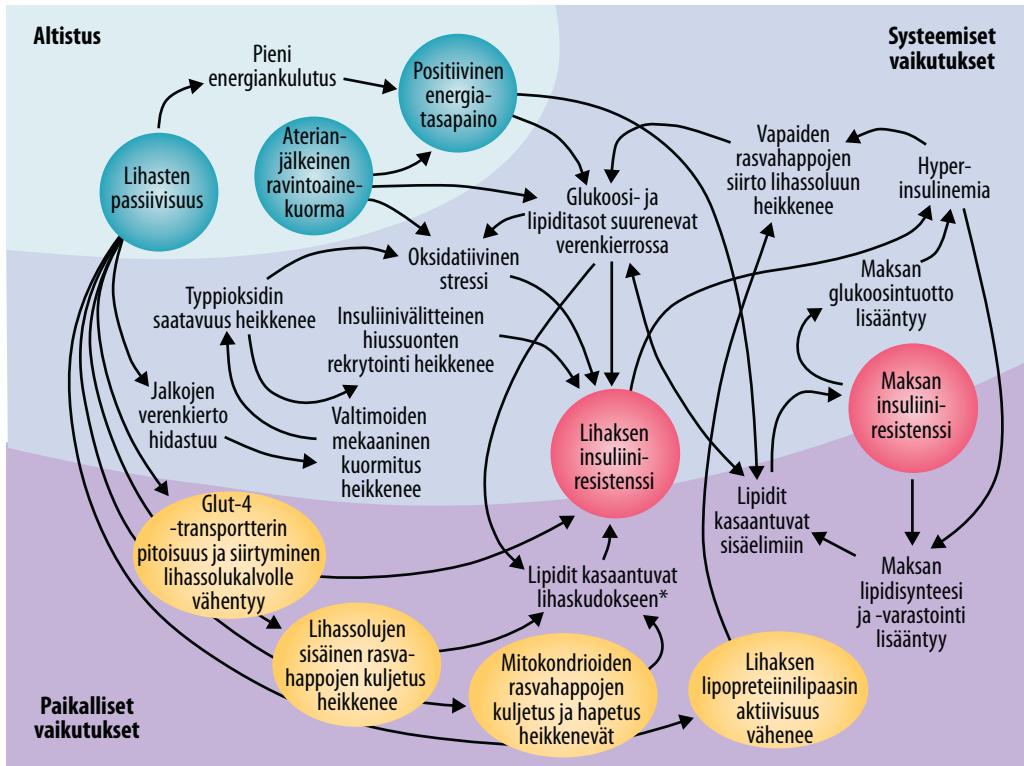 Altistus
Systeemiset
vaikutukset
Pieni
energiankulutus
Positiivinen
energia-
tasapaino
Aterian-
jälkeinen
ravintoaine-
kuorma
Lihasten
passiivisuus
Vapaiden
rasvahappojen
siirto lihassoluun
heikkenee
Hyper-
insulinemia
Glukoosi- ja
lipiditasot suurenevat
verenkierrossa
Oksidatiivinen
stressi
Maksan
glukoosintuotto
lisääntyy
Typpioksidin
saatavuus heikkenee
Insuliinivälitteinen
hiussuonten
rekrytointi heikkenee
Jalkojen
verenkierto
hidastuu
Valtimoiden
mekaaninen
kuormitus
heikkenee
Lihaksen
insuliini-
resistenssi
Maksan
insuliini-
resistenssi
Glut-4
-transportterin
pitoisuus ja siirtyminen
lihassolukalvolle
vähentyy
Lipidit
kasaantuvat
sisäelimiin
Lipidit kasaantuvat
lihaskudokseen*
Maksan
lipidisynteesi
ja -varastointi
lisääntyy
Lihassolujen
sisäinen rasva-
happojen kuljetus
heikkenee
Mitokondrioiden
rasvahappojen
kuljetus ja hapetus
heikkenevät
Lihaksen
lipopreteiinilipaasin
aktiivisuus
vähenee
Paikalliset
vaikutukset